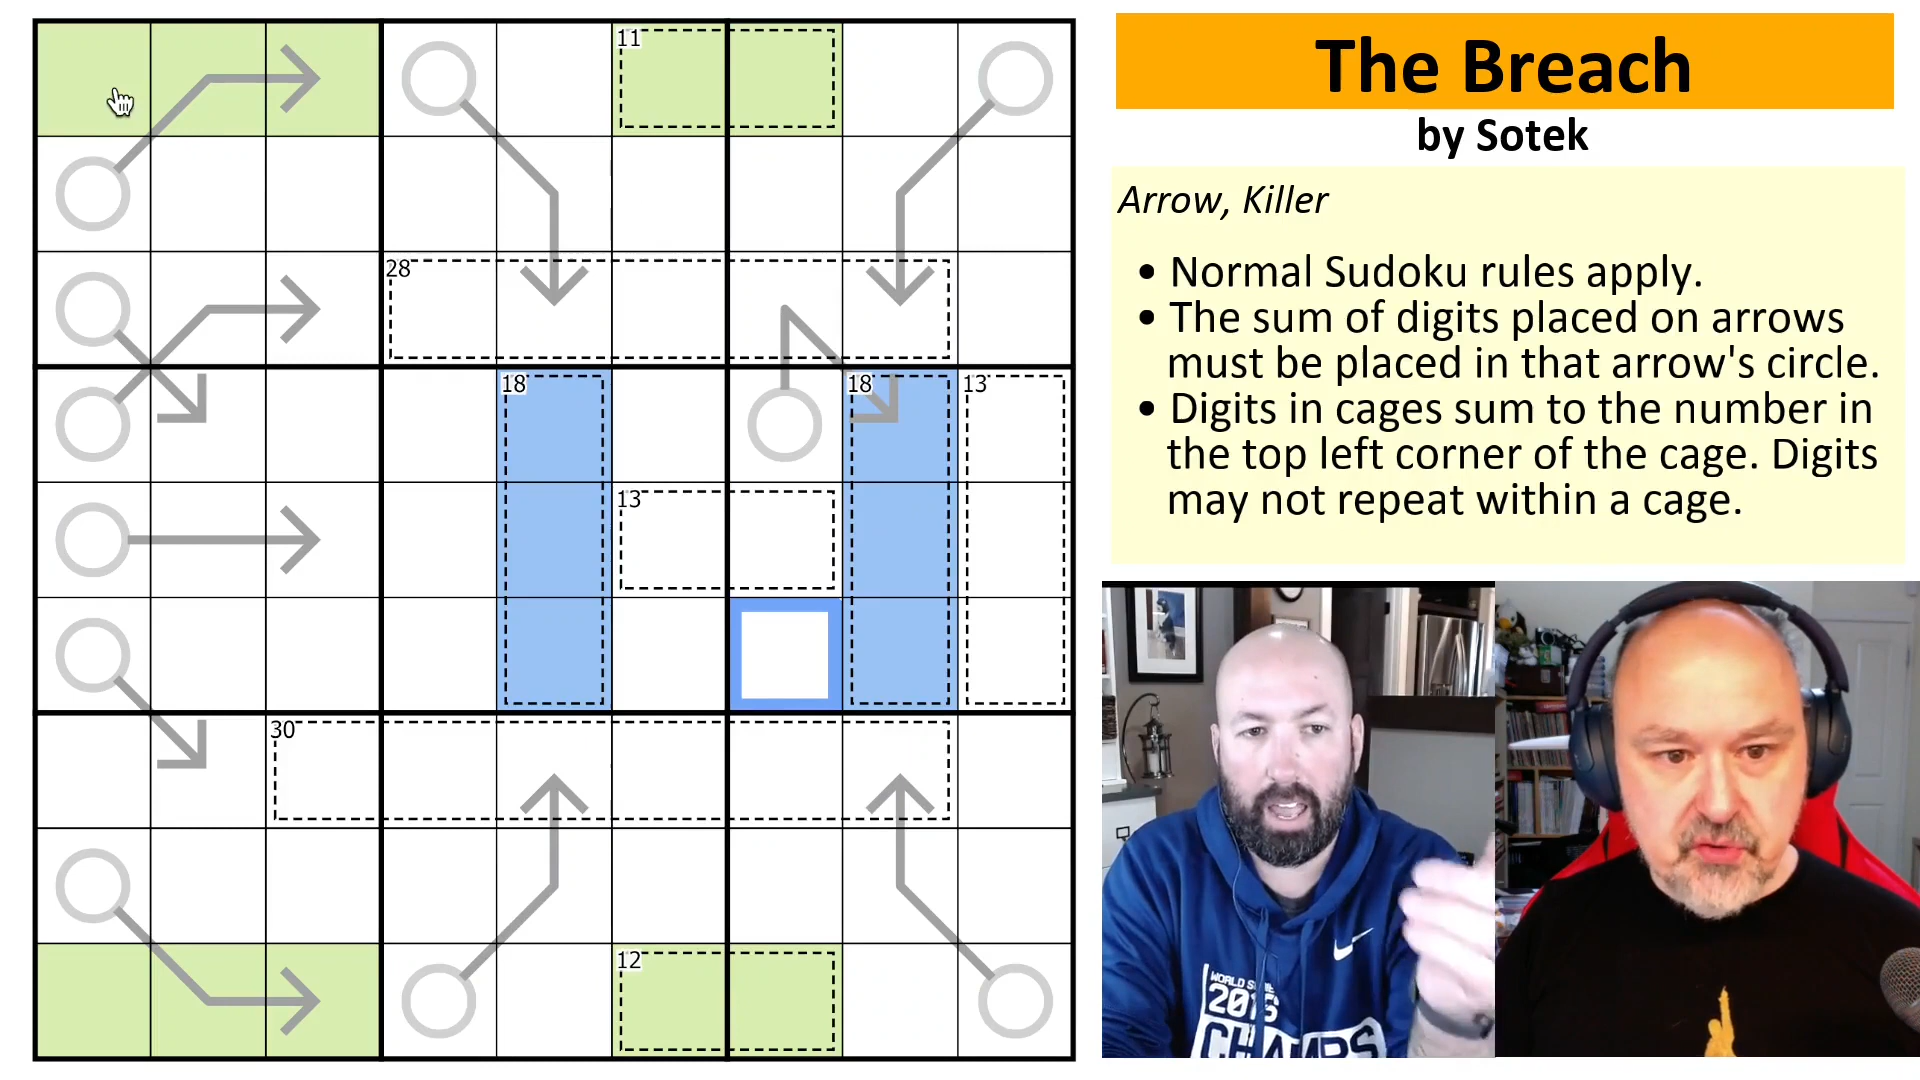 11
28
18
18
13
13
30
12
The Breach
by Sotek
Arrow, Killer
• Normal Sudoku rules apply.
• The sum of digits placed on arrows
must be placed in that arrow's circle.
• Digits in cages sum to the number in
the top left corner of the cage. Digits
may not repeat within a cage.
WORLD
CHAMPS